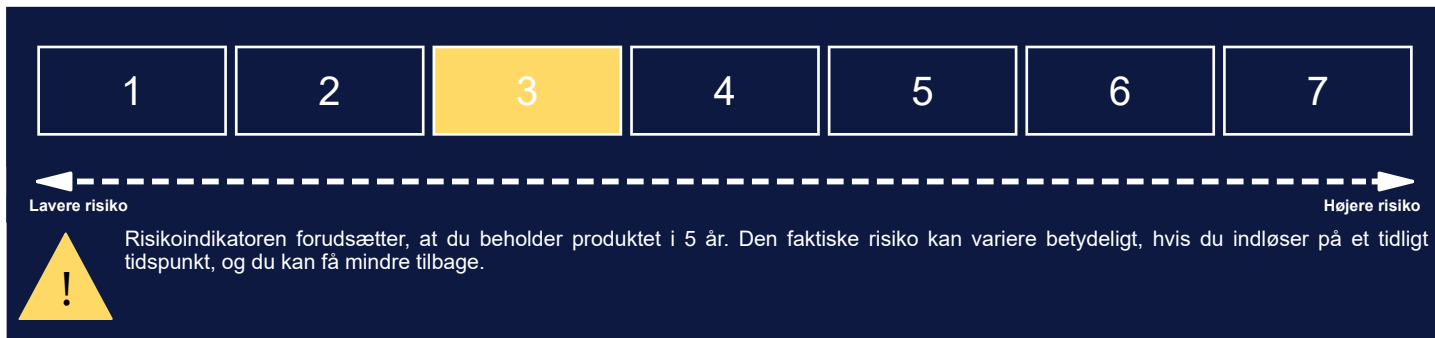 1 2 3 4 5 6 7
Lavere risiko Højere risiko
Risikoindikatoren forudsætter, at du beholder produktet i 5 år. Den faktiske risiko kan variere betydeligt, hvis du indløser på et tidligt
tidspunkt, og du kan få mindre tilbage.
!